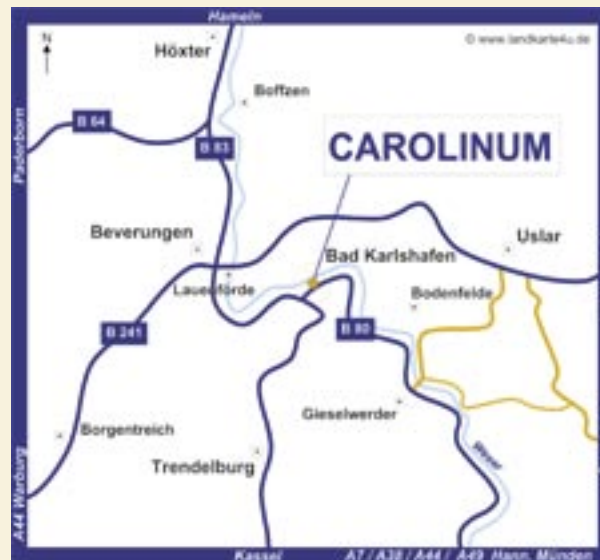 Hameln
N
© www.landkarte4u.de
Höxter
Boffzen
B 64
B 83
Paderborn
CAROLINUM
Beverungen
Uslar
Bad Karlshafen
Lauenförde
Bodenfelde
B 241
B 80
Gieselwerder
Borgentreich
Trendelburg
Weser
A44 Warburg
Kassel
A7 / A38 / A44 / A49 Hann. Münden